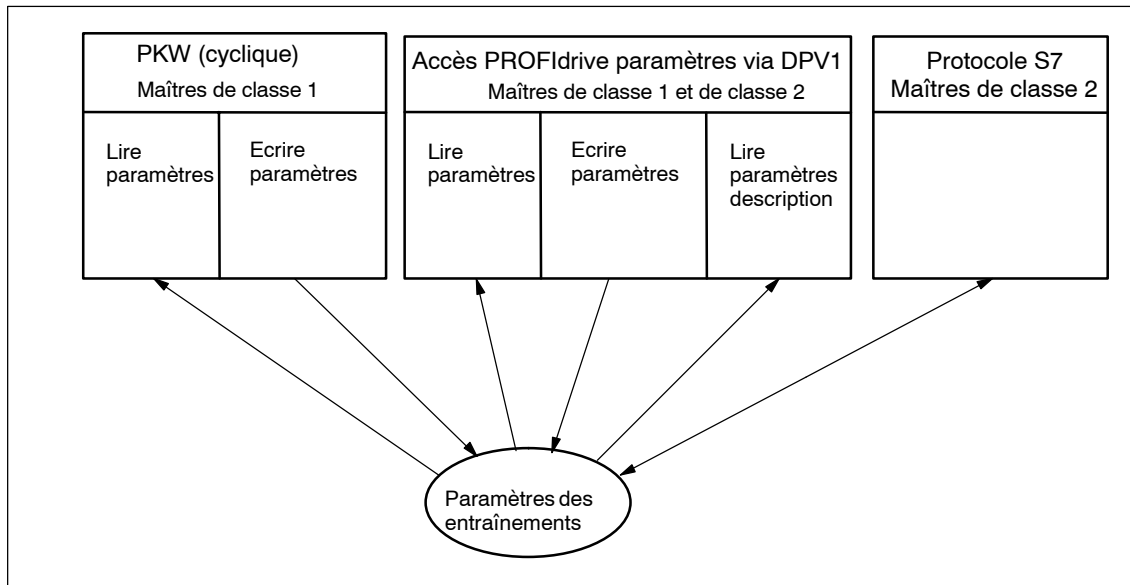 PKW (cyclique)
Maîtres de classe 1
Lire
paramètres
Ecrire
paramètres
Accès PROFIdrive paramètres via DPV1
Maîtres de classe 1 et de classe 2
Lire
paramètres
Ecrire
paramètres
Lire
paramètres
description
Protocole S7
Maîtres de classe 2
Paramètres des
entraînements